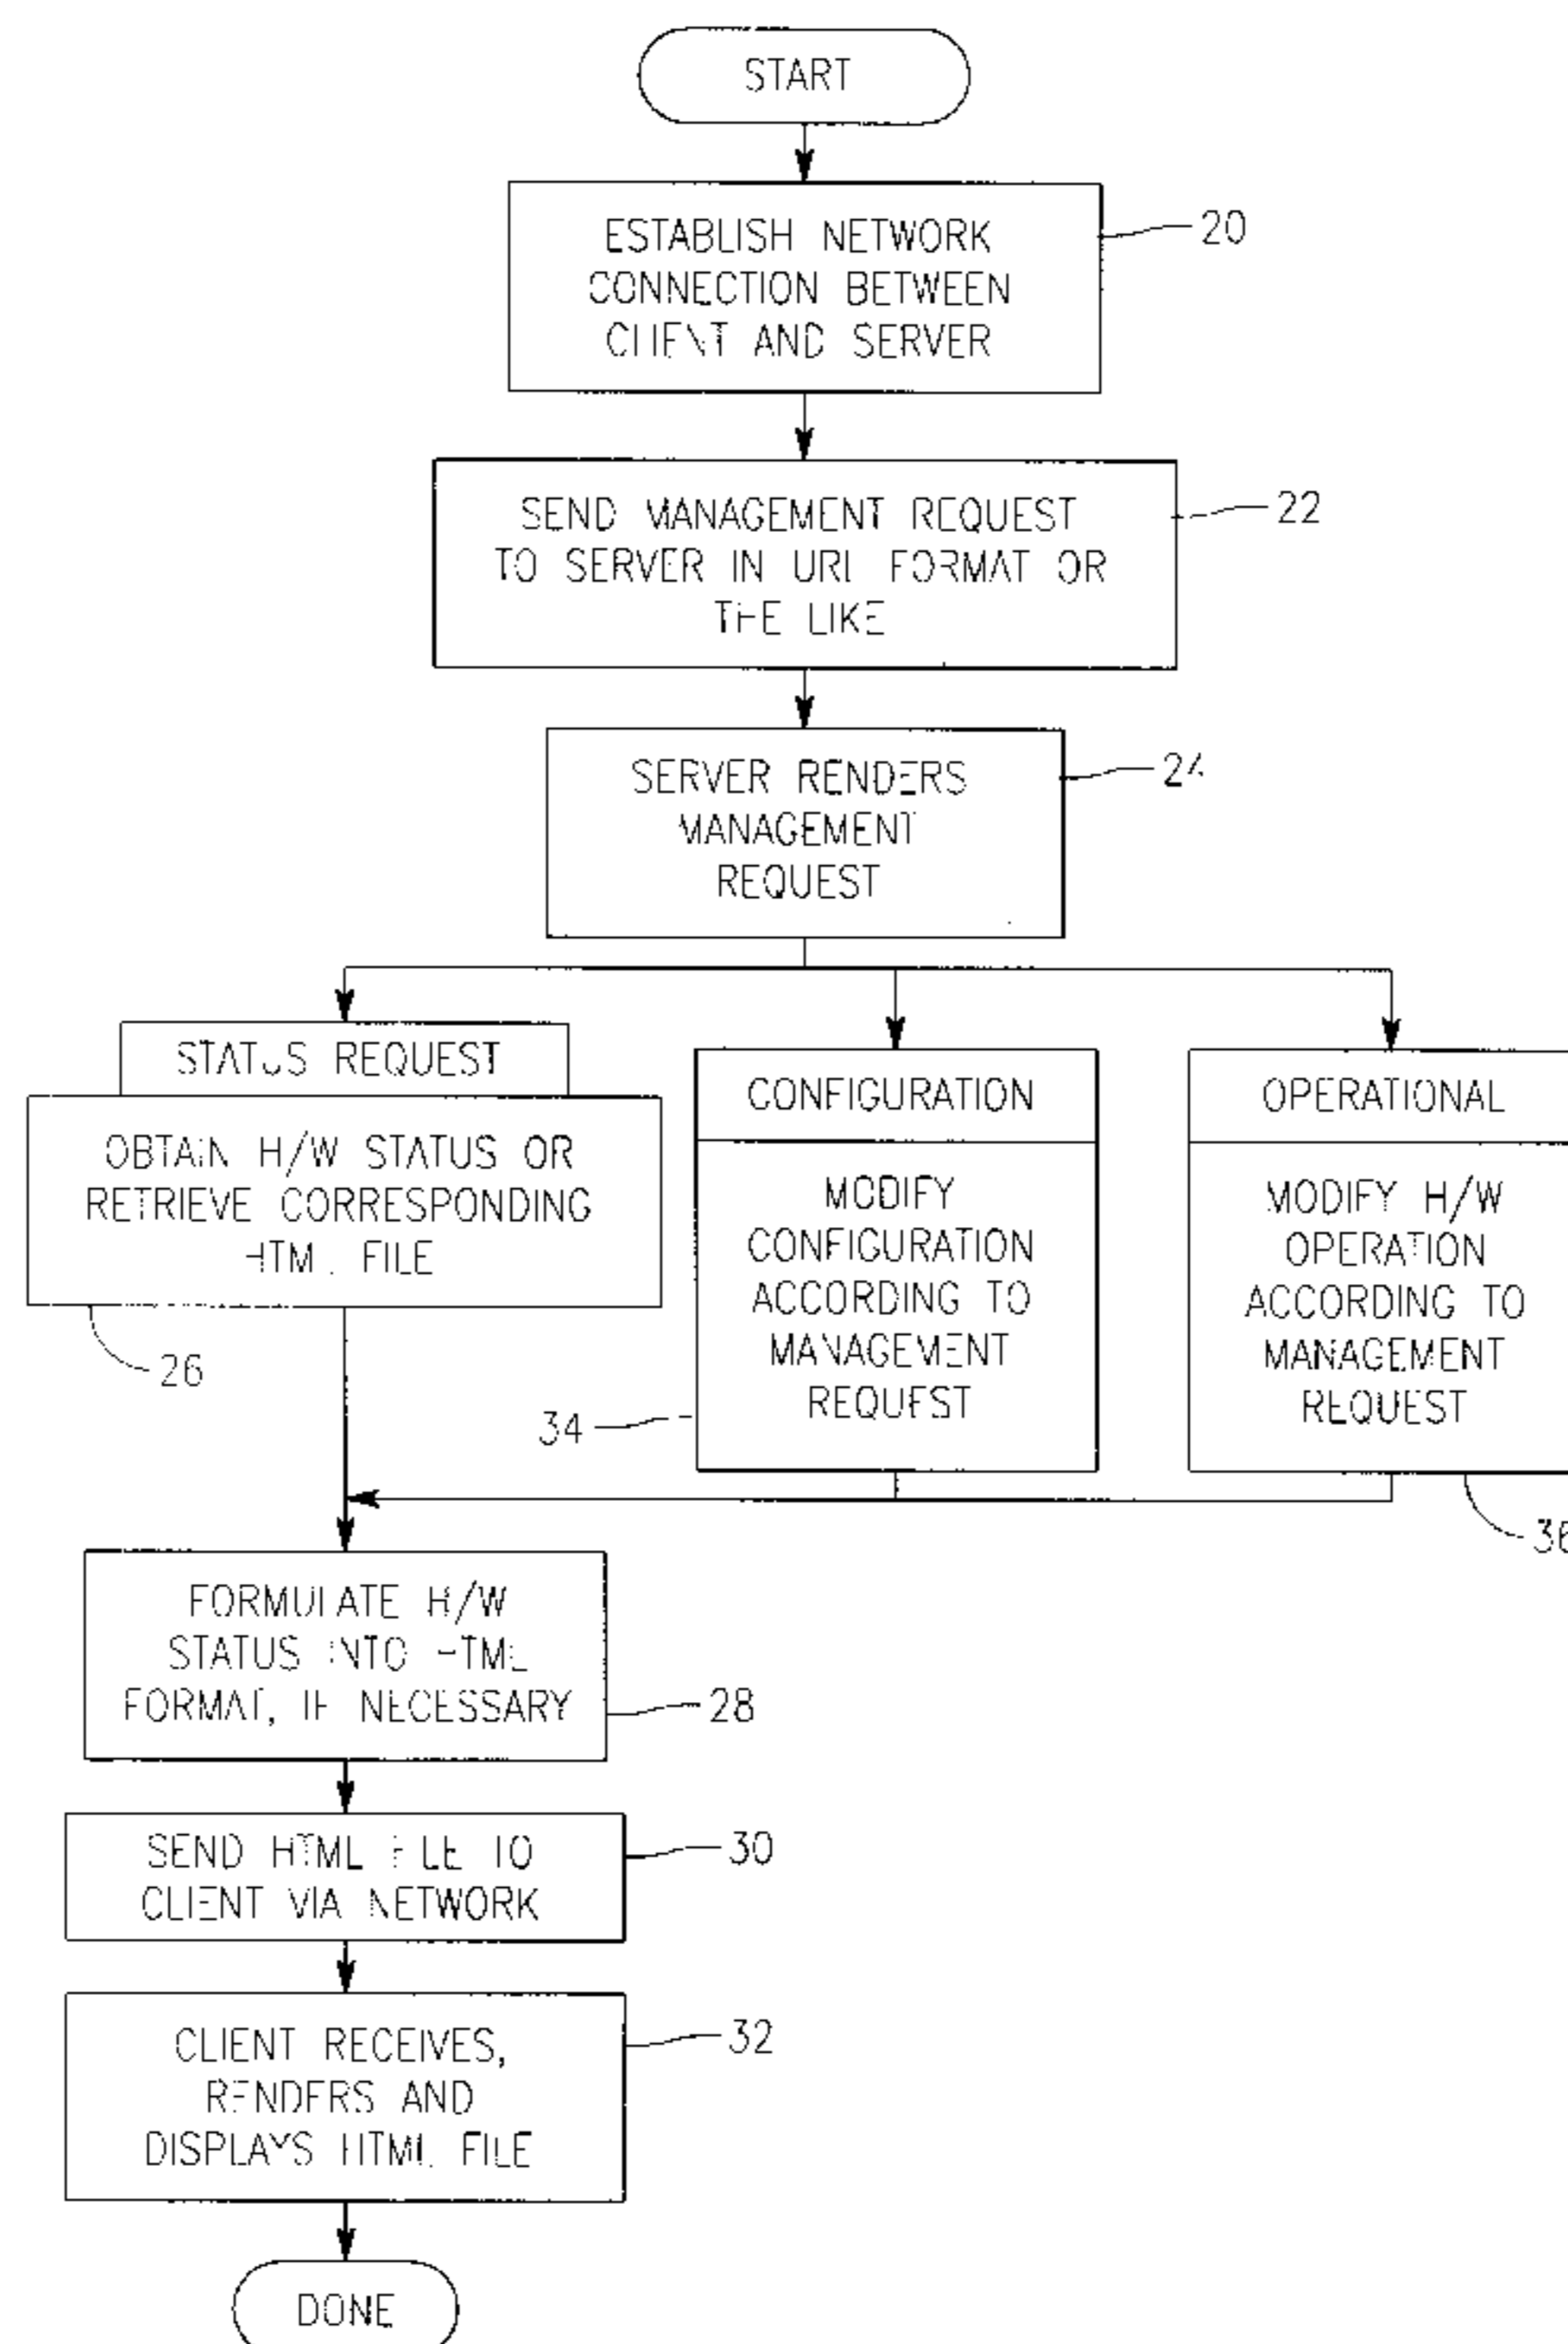 START
ESTABLISH NETWORK
CONNECTION BETWEEN
CLIENT AND SERVER
20
SEND MANAGEMENT REQUEST
TO SERVER IN URL FORMAT OR
THE LIKE
22
SERVER RENDERS
MANAGEMENT
REQUEST
24
STATUS REQUEST
OBTAIN H/W STATUS OR
RETRIEVE CORRESPONDING
HTML FILE
26
CONFIGURATION
MODIFY
CONFIGURATION
ACCORDING TO
MANAGEMENT
REQUEST
34
OPERATIONAL
MODIFY H/W
OPERATION
ACCORDING TO
MANAGEMENT
REQUEST
36
FORMULATE H/W
STATUS INTO HTML
FORMAT, IF NECESSARY
28
SEND HTML FILE TO
CLIENT VIA NETWORK
30
CLIENT RECEIVES,
RENDERS AND
DISPLAYS HTML FILE
32
DONE